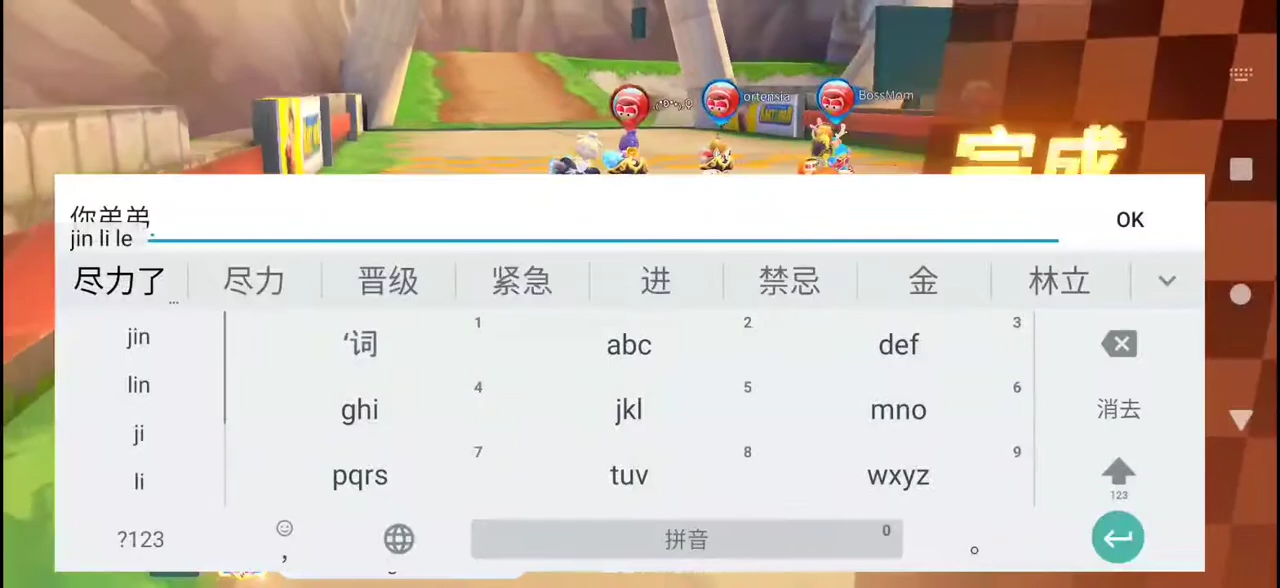 ortensia
BossMom
完成
你弟弟
OK
jin li le
尽力了 尽力 晋级 紧急 进 禁忌 金 林立
jin
lin
ji
li
‘词 1
abc 2
def 3
ghi 4
jkl 5
mno 6
消去
pqrs 7
tuv 8
wxyz 9
123
?123
,
拼音 0
。